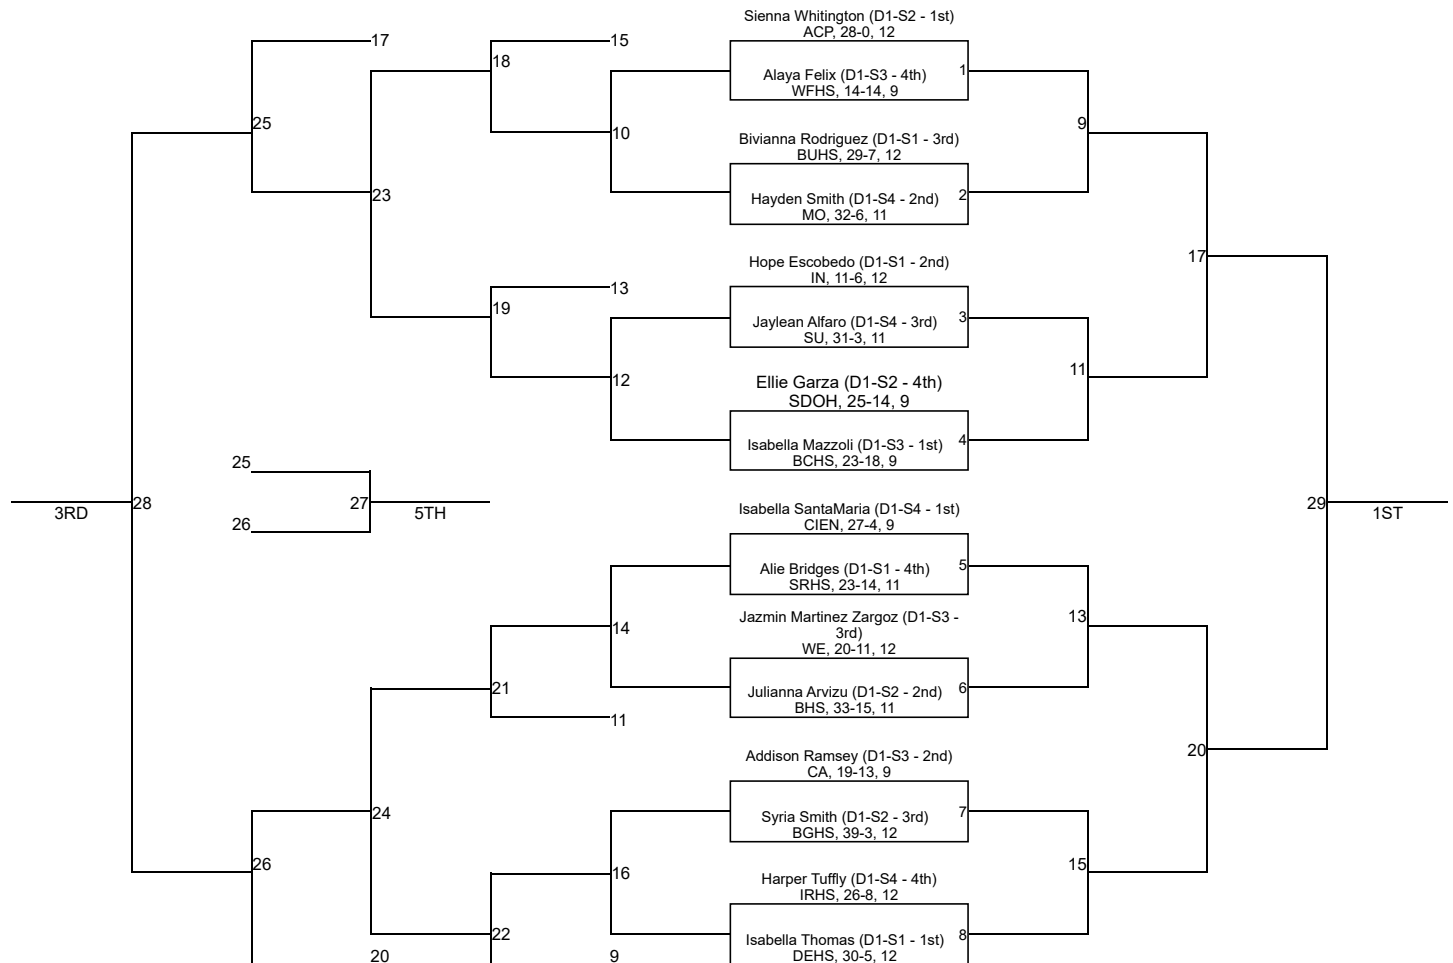 Sienna Whitington (D1-S2 - 1st)
ACP, 28-0, 12
17
15
18
Alaya Felix (D1-S3 - 4th)
WFHS, 14-14, 9
1
25
10
9
Bivianna Rodriguez (D1-S1 - 3rd)
BUHS, 29-7, 12
23
Hayden Smith (D1-S4 - 2nd)
MO, 32-6, 11
2
17
Hope Escobedo (D1-S1 - 2nd)
IN, 11-6, 12
13
19
Jaylean Alfaro (D1-S4 - 3rd)
SU, 31-3, 11
3
12
11
Ellie Garza (D1-S2 - 4th)
SDOH, 25-14, 9
Isabella Mazzoli (D1-S3 - 1st)
BCHS, 23-18, 9
4
25
3RD
28
27
5TH
26
29
1ST
Isabella SantaMaria (D1-S4 - 1st)
CIEN, 27-4, 9
Alie Bridges (D1-S1 - 4th)
SRHS, 23-14, 11
5
14
13
Jazmin Martinez Zargoz (D1-S3 -
3rd)
WE, 20-11, 12
21
Julianna Arvizu (D1-S2 - 2nd)
BHS, 33-15, 11
6
11
20
Addison Ramsey (D1-S3 - 2nd)
CA, 19-13, 9
24
Syria Smith (D1-S2 - 3rd)
BGHS, 39-3, 12
7
26
16
15
Harper Tuffly (D1-S4 - 4th)
IRHS, 26-8, 12
22
Isabella Thomas (D1-S1 - 1st)
DEHS, 30-5, 12
8
20
9